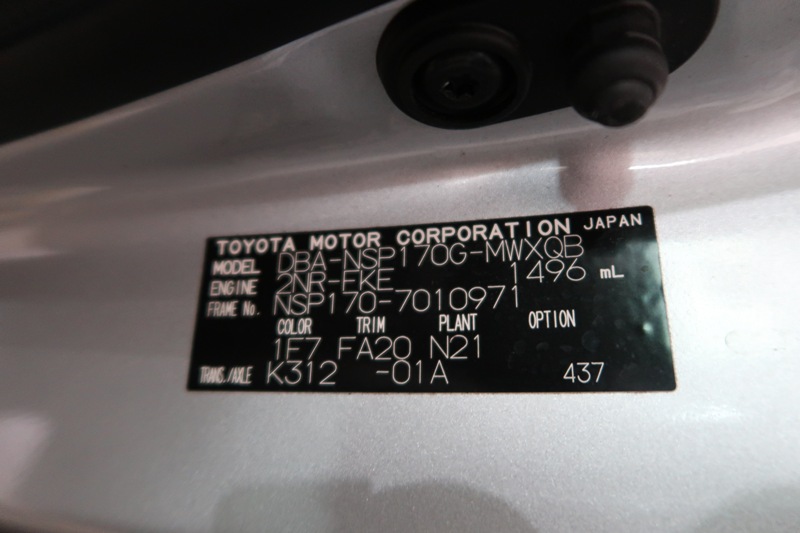 TOYOTA MOTOR CORPORATION JAPAN
MODEL DBA-NSP170G-MWXQB
ENGINE 2NR-FKE 1496 mL
FRAME No. NSP170-7010971
COLOR TRIM PLANT OPTION
1F7 FA20 N21
TRANS./AXLE K312 -01A 437